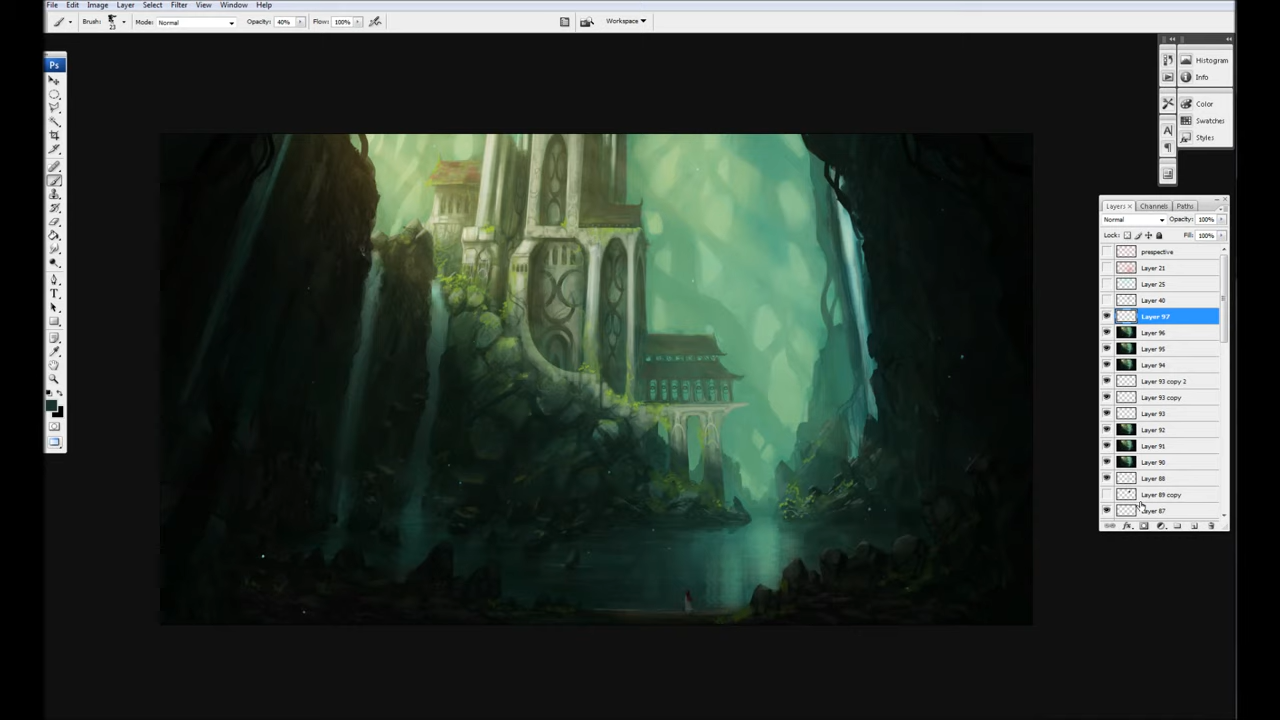 File Edit Image Layer Select Filter View Window Help
Brush: 23 Mode: Normal Opacity: 40% Flow: 100% Workspace
Ps
Histogram
Info
Color
Swatches
Styles
Layers Channels Paths
Normal Opacity: 100%
Lock: Fill: 100%
prespective
Layer 21
Layer 25
Layer 40
Layer 97
Layer 96
Layer 95
Layer 94
Layer 93 copy 2
Layer 93 copy
Layer 93
Layer 92
Layer 91
Layer 90
Layer 88
Layer 89 copy
Layer 87